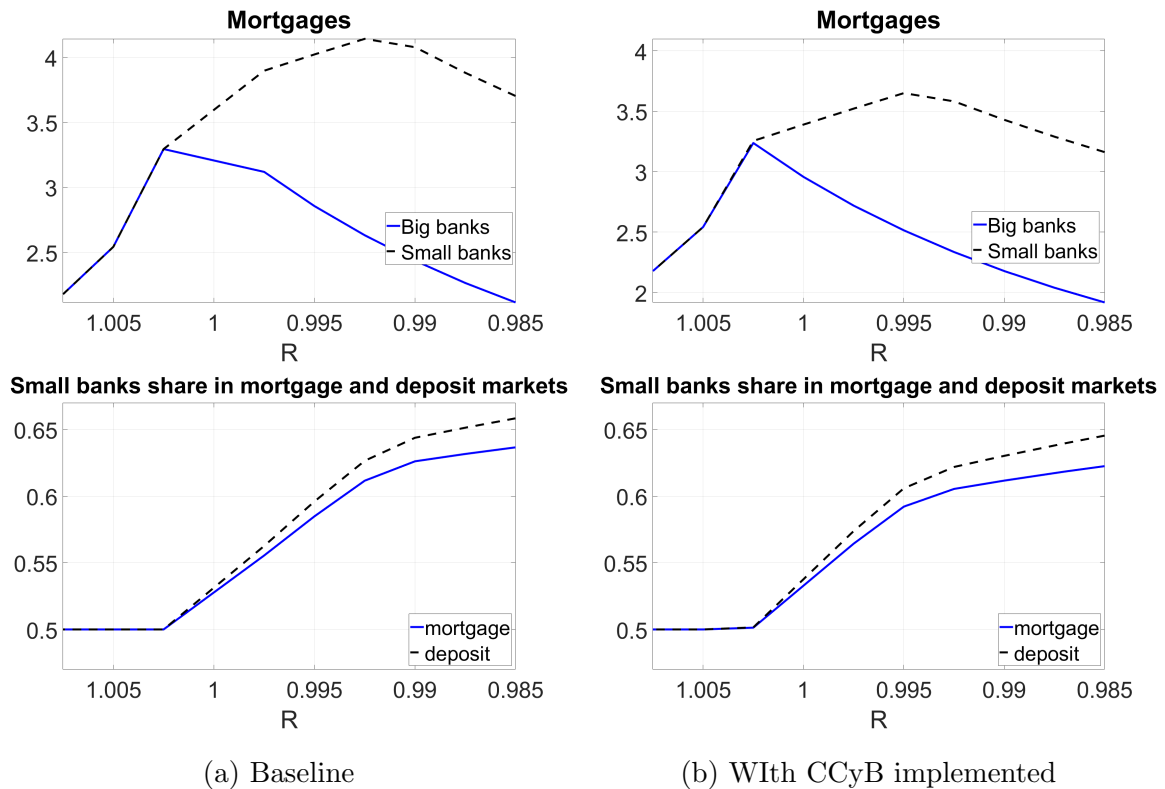 Mortgages
4
3.5
3
2.5
Big banks
Small banks
1.005 1 0.995 0.99 0.985
R
Mortgages
4
3.5
3
2.5
2
Big banks
Small banks
1.005 1 0.995 0.99 0.985
R
Small banks share in mortgage and deposit markets
0.65
0.6
0.55
0.5
mortgage
deposit
1.005 1 0.995 0.99 0.985
R
Small banks share in mortgage and deposit markets
0.65
0.6
0.55
0.5
mortgage
deposit
1.005 1 0.995 0.99 0.985
R
(a) Baseline
(b) WIth CCyB implemented